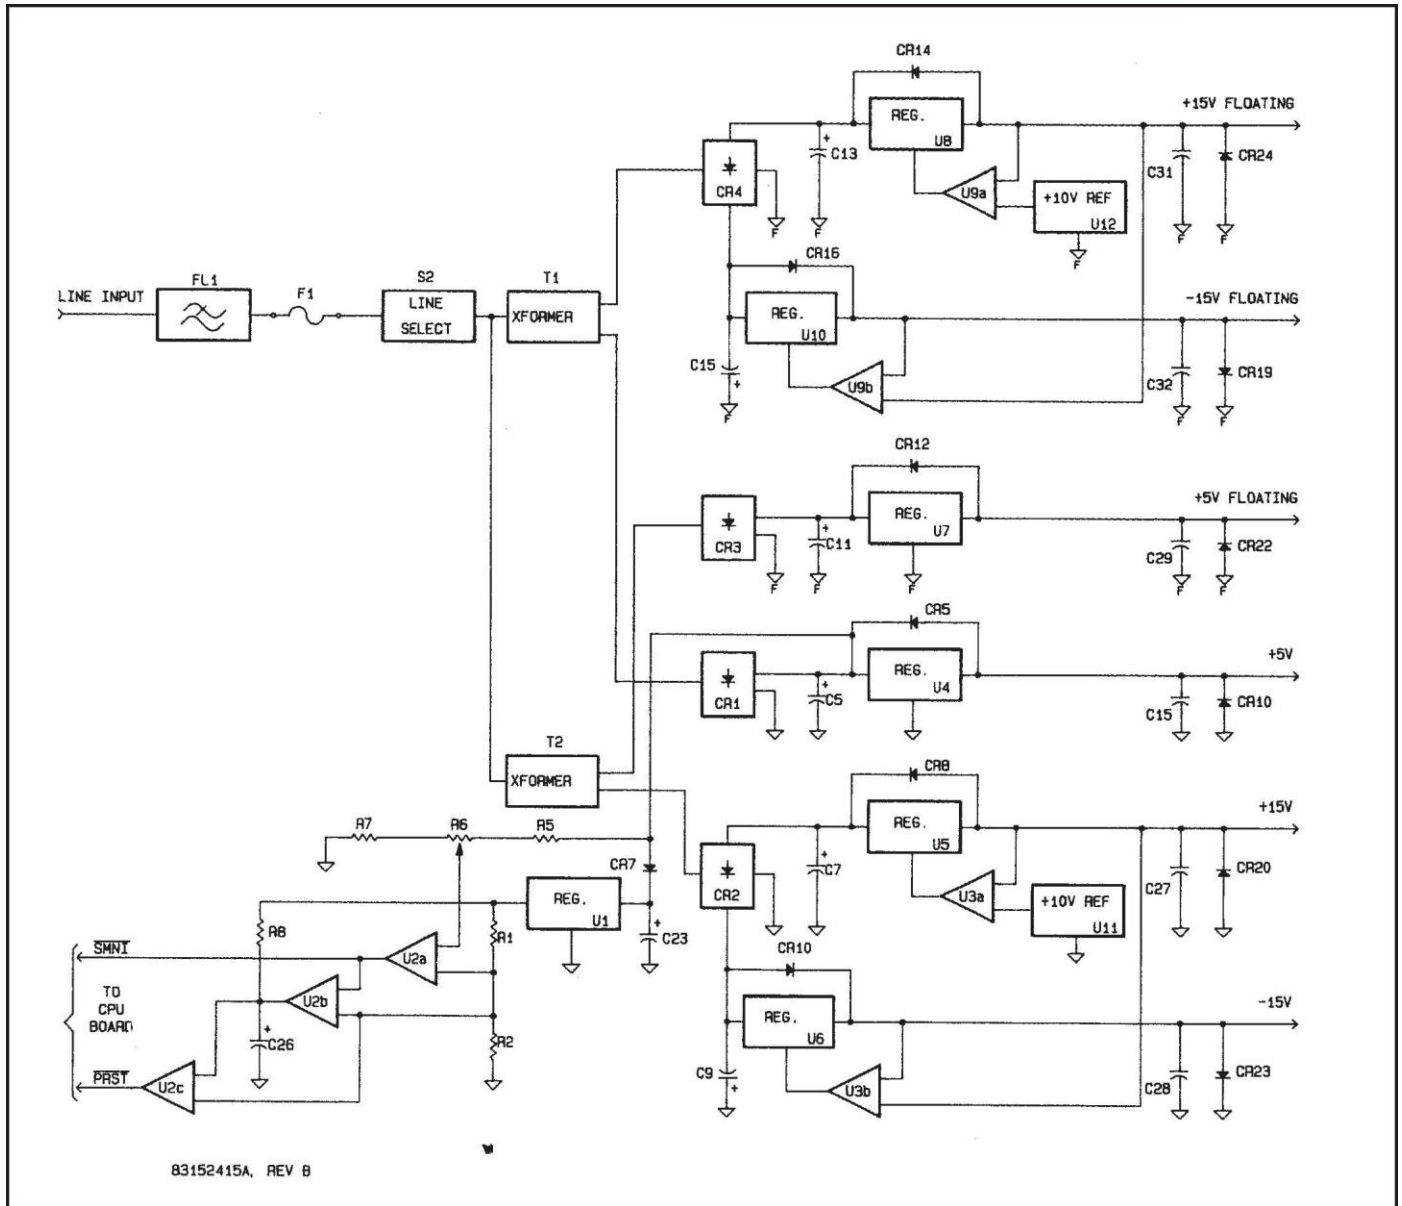 CR14
+15V FLOATING
REG.
U8
C13
CR4
F
F
U9a
+10V REF
U12
F
C31
CR24
F
F
CR16
-15V FLOATING
REG.
U10
C15
+
F
U9b
C32
CR19
F
F
LINE INPUT
FL1
F1
S2
LINE
SELECT
T1
XFORMER
CR12
+5V FLOATING
REG.
U7
CR3
+
C11
F
F
F
C29
CR22
F
F
CR5
+5V
REG.
U4
CR1
+
C5
C15
CR10
T2
XFORMER
CR8
+15V
REG.
U5
CR2
+
C7
U3a
+10V REF
U11
C27
CR20
R7
R6
R5
CR7
REG.
U1
+
C23
R8
R1
SMNI
U2a
U2b
TO
CPU
BOARD
+
C26
R2
PRST
U2c
CR10
-15V
REG.
U6
C9
+
U3b
C28
CR23
83152415A, REV B